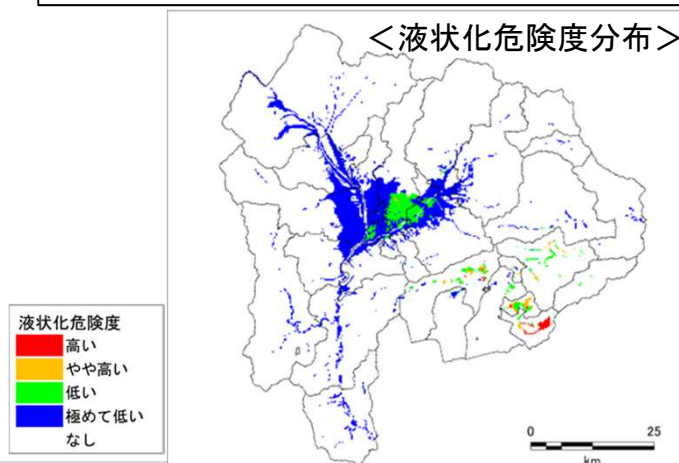 <液状化危険度分布>
液状化危険度
高い
やや高い
低い
極めて低い
なし
0 25
km